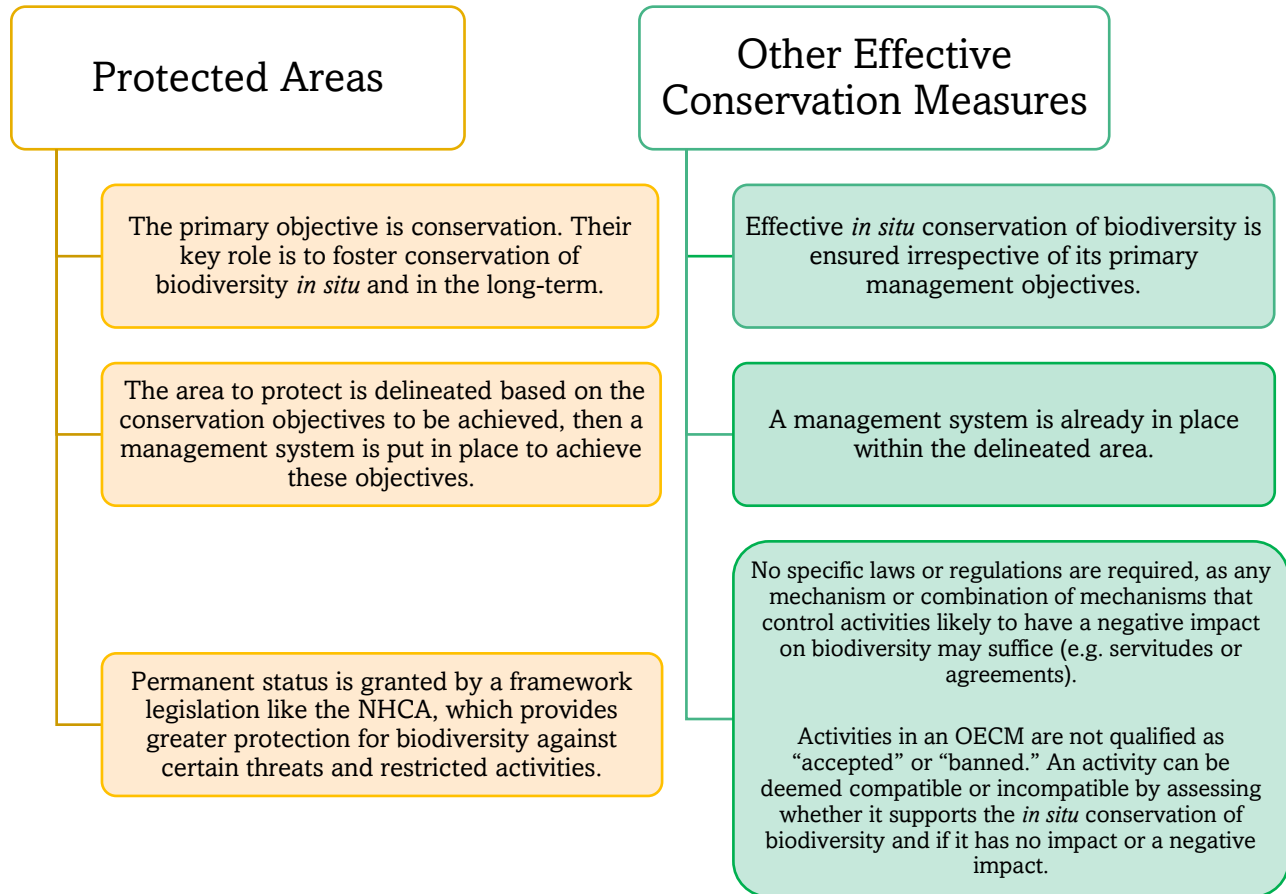 Protected Areas
The primary objective is conservation. Their
key role is to foster conservation of
biodiversity in situ and in the long-term.
The area to protect is delineated based on the
conservation objectives to be achieved, then a
management system is put in place to achieve
these objectives.
Permanent status is granted by a framework
legislation like the NHCA, which provides
greater protection for biodiversity against
certain threats and restricted activities.
Other Effective
Conservation Measures
Effective in situ conservation of biodiversity is
ensured irrespective of its primary
management objectives.
A management system is already in place
within the delineated area.
No specific laws or regulations are required, as any
mechanism or combination of mechanisms that
control activities likely to have a negative impact
on biodiversity may suffice (e.g. servitudes or
agreements).
Activities in an OECM are not qualified as
“accepted” or “banned.” An activity can be
deemed compatible or incompatible by assessing
whether it supports the in situ conservation of
biodiversity and if it has no impact or a negative
impact.